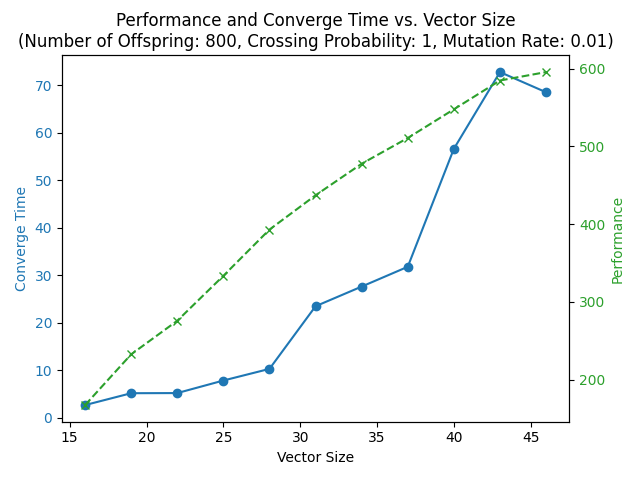 Performance and Converge Time vs. Vector Size
(Number of Offspring: 800, Crossing Probability: 1, Mutation Rate: 0.01)
70
60
50
40
30
20
10
0
Converge Time
600
500
400
300
200
Performance
15 20 25 30 35 40 45
Vector Size